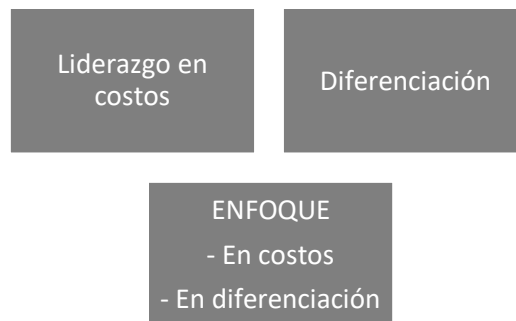 Liderazgo en
costos
Diferenciación
ENFOQUE
- En costos
- En diferenciación